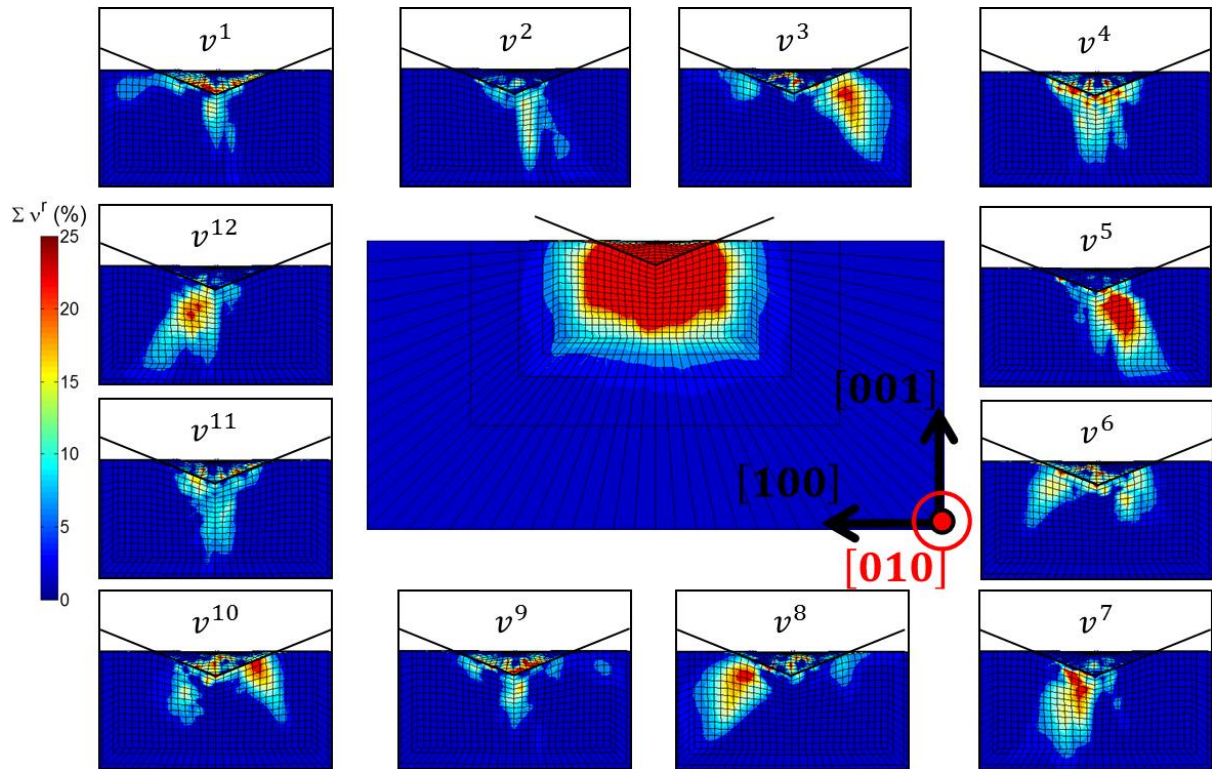 v¹ v² v³ v⁴
Σ νʳ (%)
25
20
15
10
5
0
v¹² v⁵
v¹¹ v⁶
[001]
[100]
[010]
v¹⁰ v⁹ v⁸ v⁷